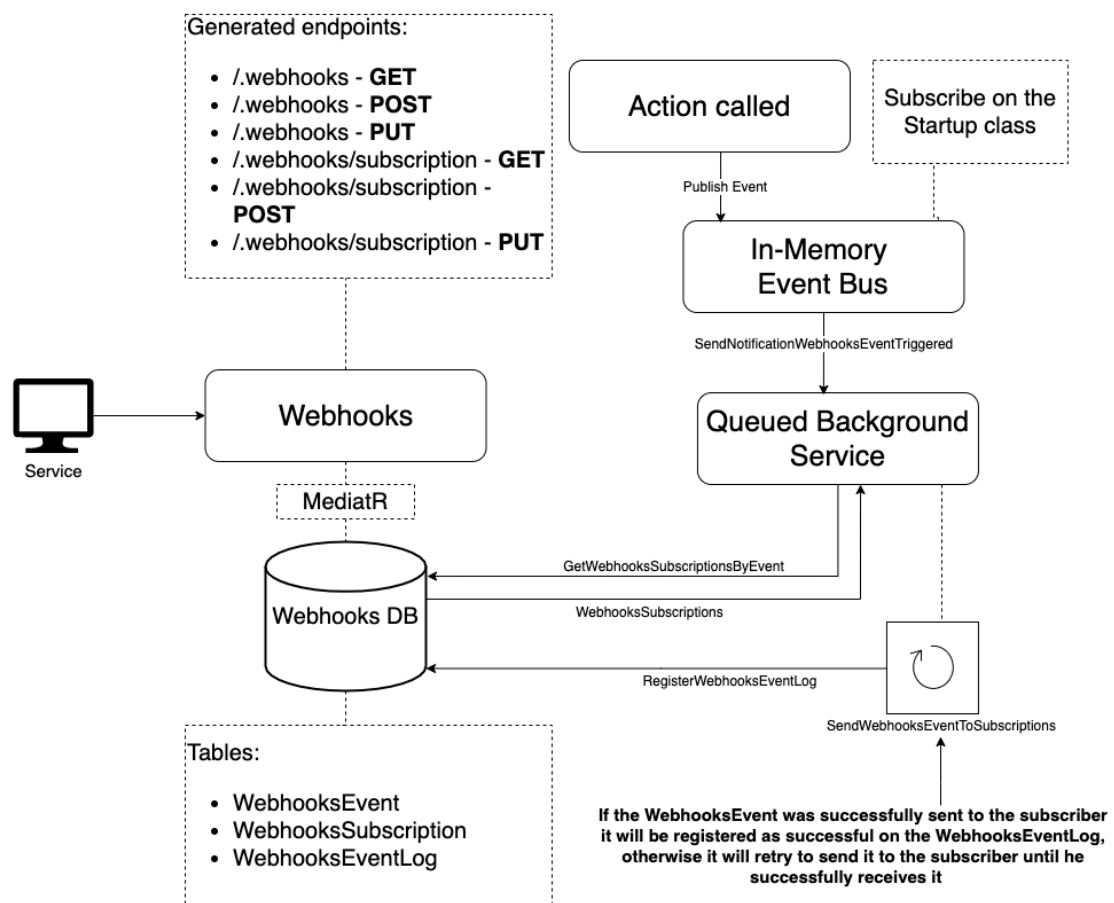 Generated endpoints:
• /.webhooks - GET
• /.webhooks - POST
• /.webhooks - PUT
• /.webhooks/subscription - GET
• /.webhooks/subscription -
POST
• /.webhooks/subscription - PUT
Action called
Subscribe on the
Startup class
Publish Event
In-Memory
Event Bus
SendNotificationWebhooksEventTriggered
Service
Webhooks
Queued Background
Service
MediatR
GetWebhooksSubscriptionsByEvent
Webhooks DB
WebhooksSubscriptions
RegisterWebhooksEventLog
SendWebhooksEventToSubscriptions
Tables:
• WebhooksEvent
• WebhooksSubscription
• WebhooksEventLog
If the WebhooksEvent was successfully sent to the subscriber
it will be registered as successful on the WebhooksEventLog,
otherwise it will retry to send it to the subscriber until he
successfully receives it